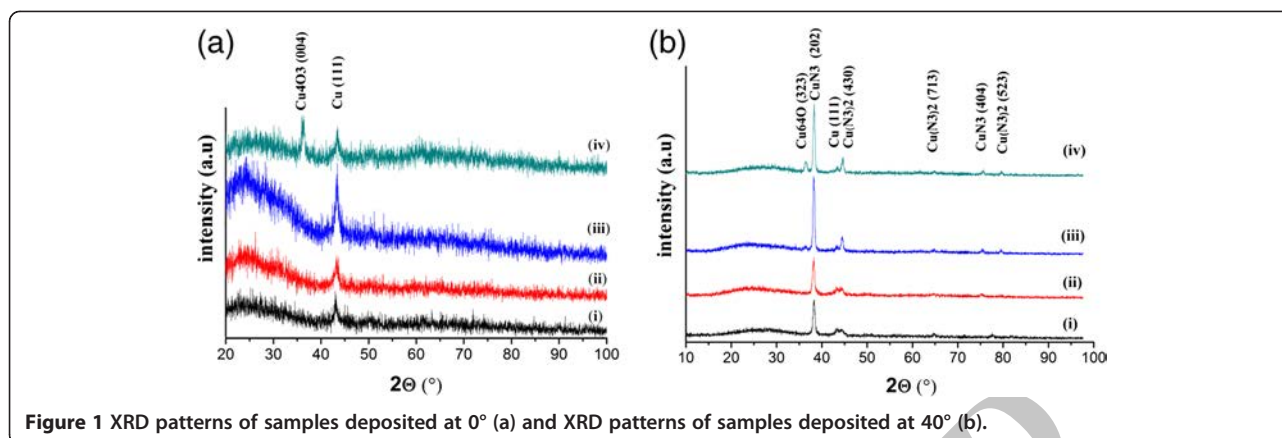 (a)
Cu4O3 (004)
Cu (111)
(iv)
(iii)
(ii)
(i)
intensity (a.u)
20 30 40 50 60 70 80 90 100
2Θ (°)
(b)
Cu64O (323)
CuN3 (202)
Cu (111)
Cu(N3)2 (430)
Cu(N3)2 (713)
CuN3 (404)
Cu(N3)2 (523)
(iv)
(iii)
(ii)
(i)
intensity (a.u)
10 20 30 40 50 60 70 80 90 100
2Θ (°)
Figure 1 XRD patterns of samples deposited at 0° (a) and XRD patterns of samples deposited at 40° (b).